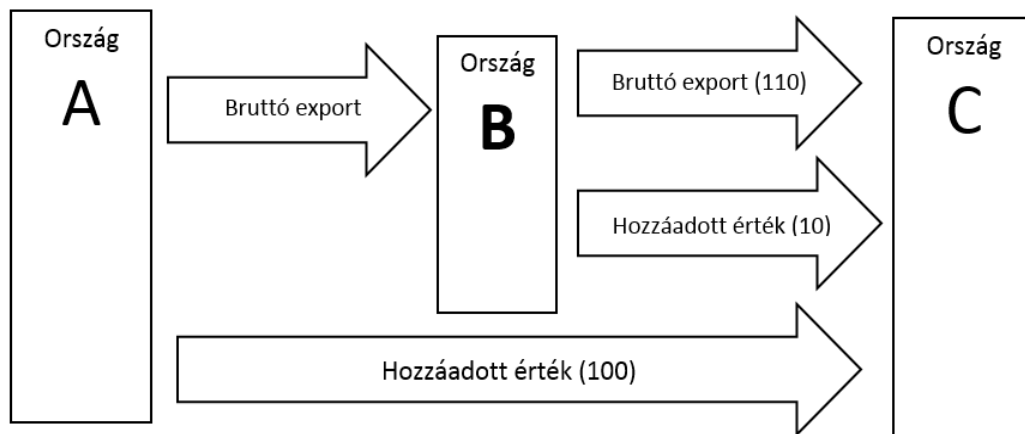 Ország
A
Bruttó export
Ország
B
Bruttó export (110)
Hozzáadott érték (10)
Ország
C
Hozzáadott érték (100)